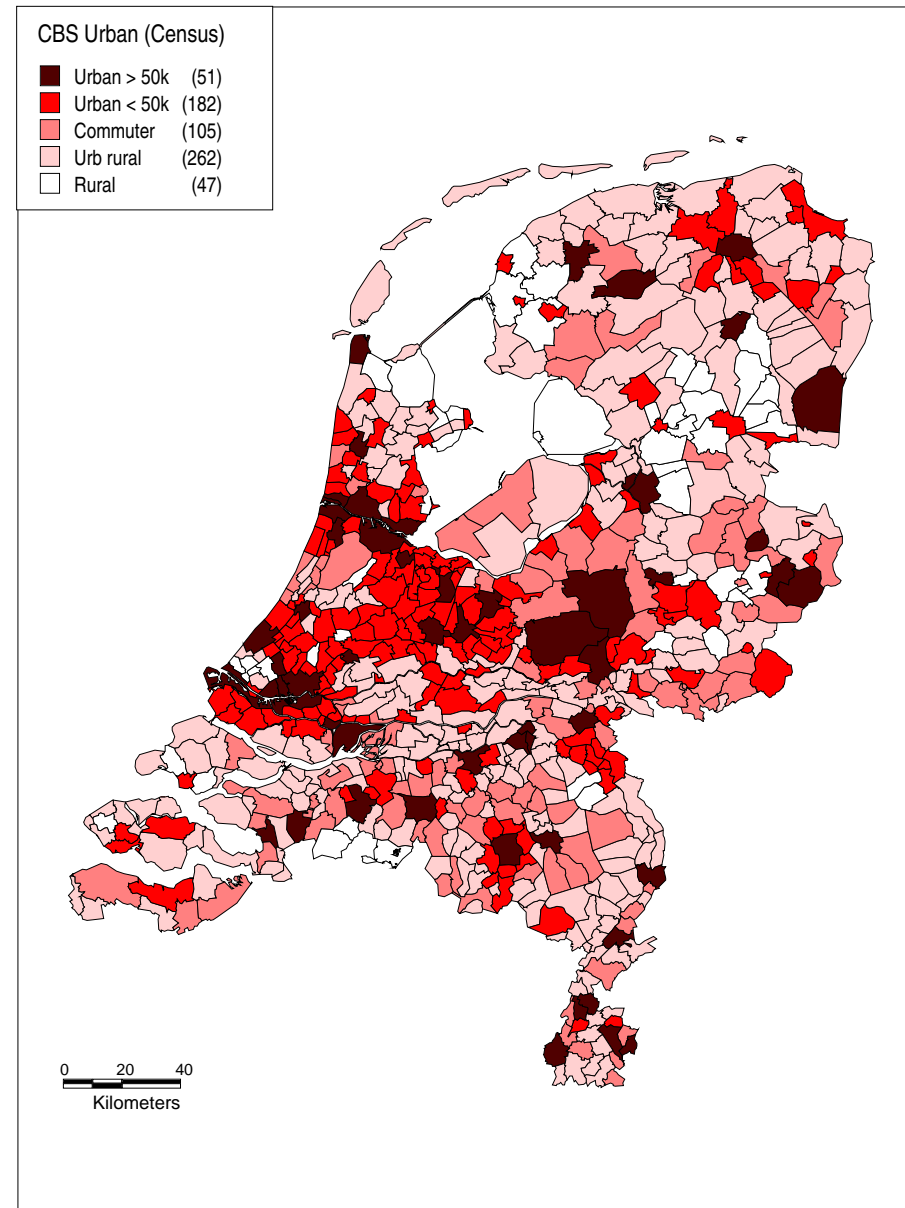 CBS Urban (Census)
Urban > 50k (51)
Urban < 50k (182)
Commuter (105)
Urb rural (262)
Rural (47)
0 20 40
Kilometers